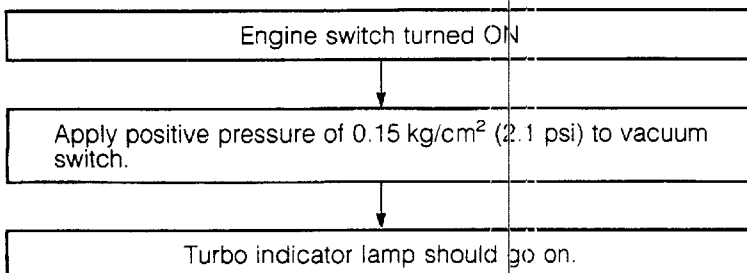 Engine switch turned ON
Apply positive pressure of 0.15 kg/cm² (2.1 psi) to vacuum
switch.
Turbo indicator lamp should go on.